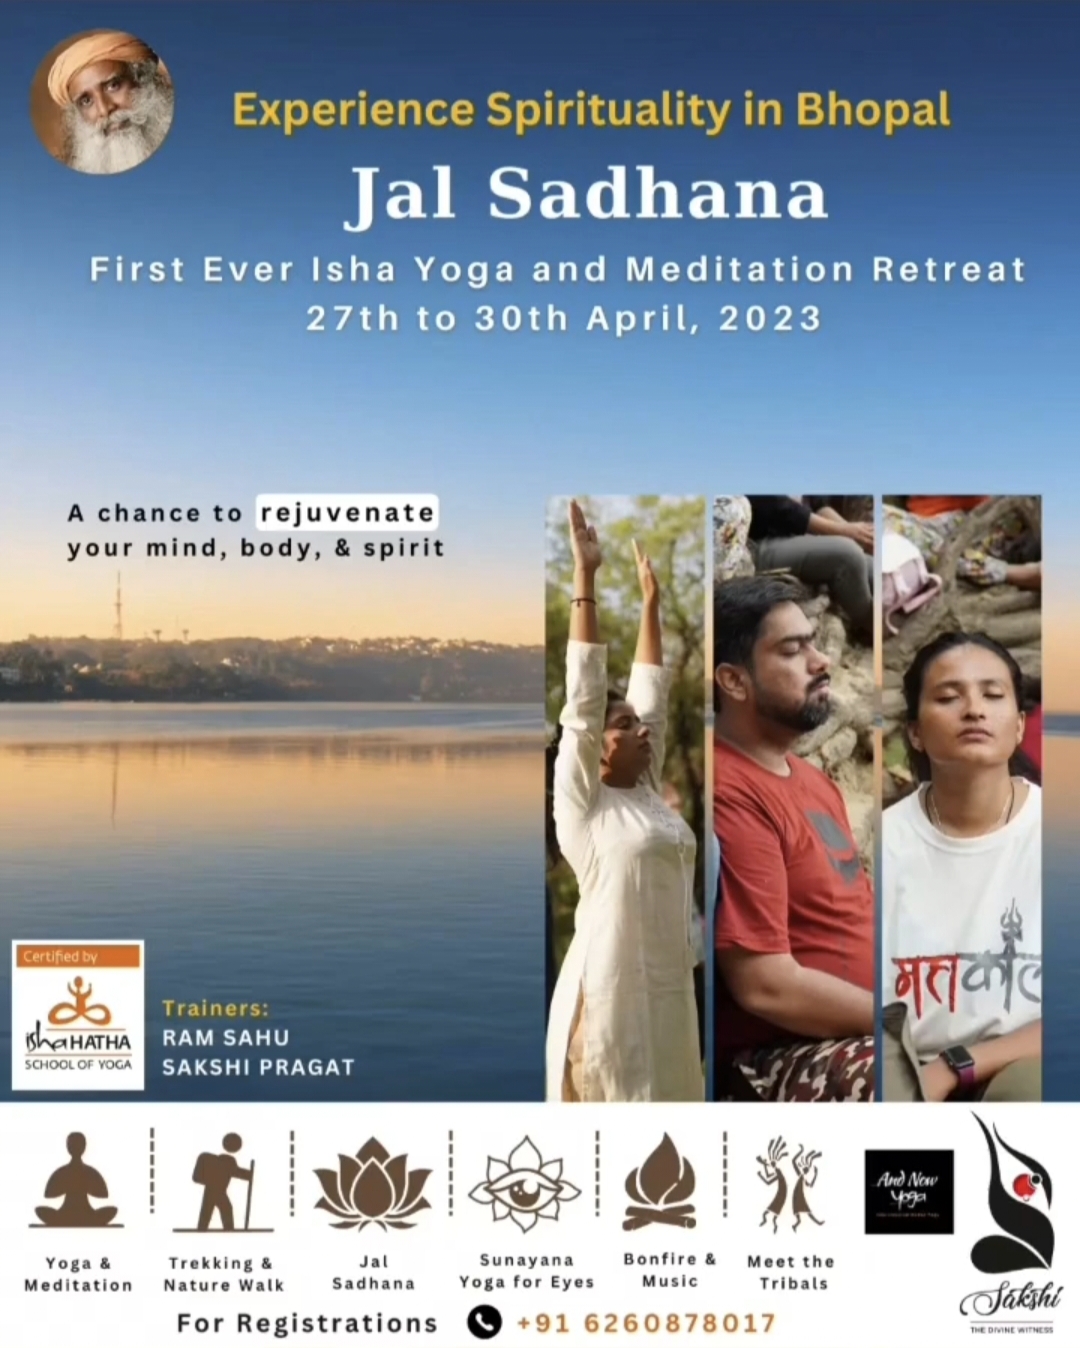 Experience Spirituality in Bhopal
Jal Sadhana
First Ever Isha Yoga and Meditation Retreat
27th to 30th April, 2023
A chance to rejuvenate
your mind, body, & spirit
Certified by
isha HATHA
SCHOOL OF YOGA
Trainers:
RAM SAHU
SAKSHI PRAGAT
Yoga &
Meditation
Trekking &
Nature Walk
Jal
Sadhana
Sunayana
Yoga for Eyes
Bonfire &
Music
Meet the
Tribals
And Now
Yoga
Sakshi
THE DIVINE WITNESS
For Registrations +91 6260878017